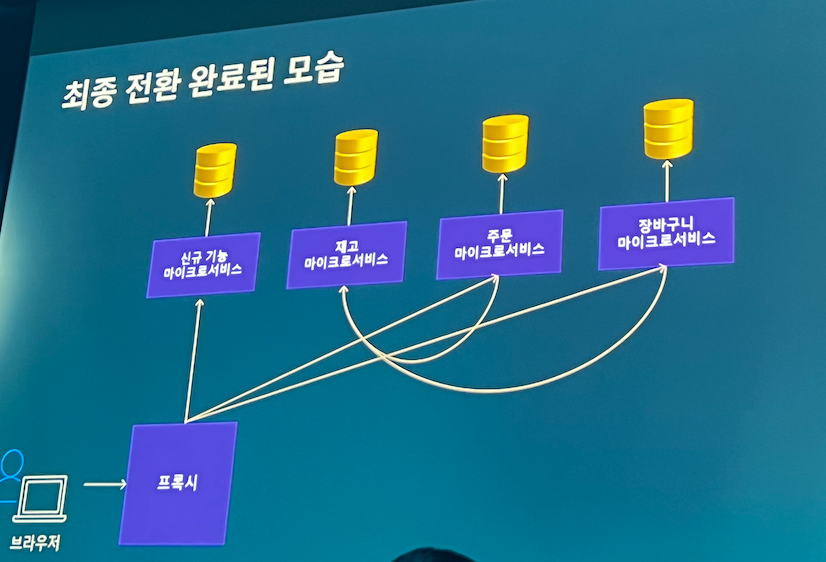 최종 전환 완료된 모습
신규 기능
마이크로서비스
재고
마이크로서비스
주문
마이크로서비스
장바구니
마이크로서비스
프록시
브라우저